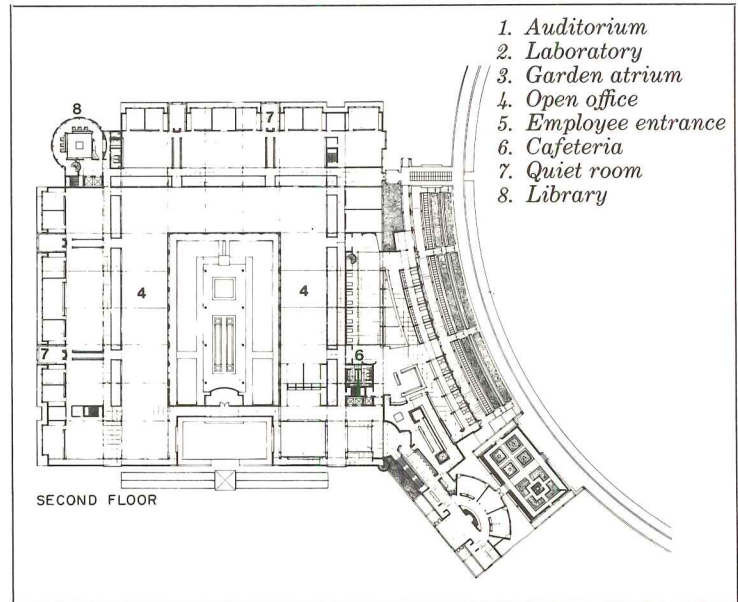 1. Auditorium
2. Laboratory
3. Garden atrium
4. Open office
5. Employee entrance
6. Cafeteria
7. Quiet room
8. Library
8
7
4
4
7
6
SECOND FLOOR